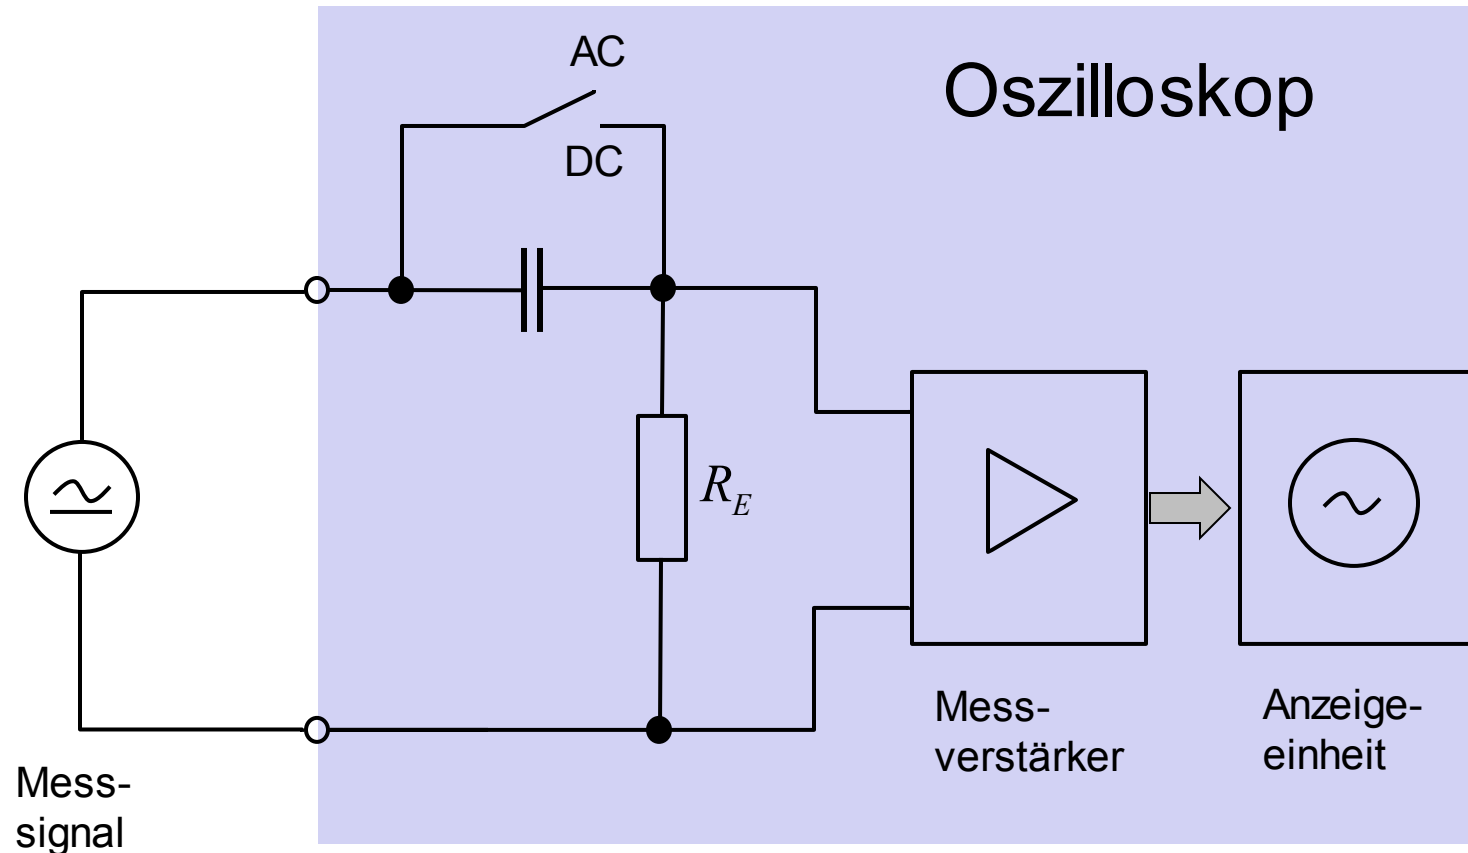 AC
Oszilloskop
DC
R_E
Mess-
verstärker
Anzeige-
einheit
Mess-
signal